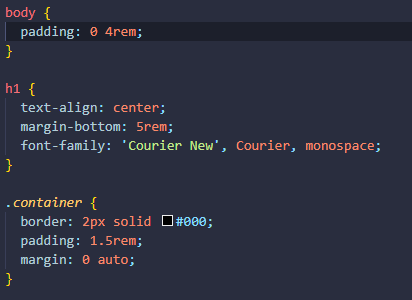 body {
padding: 0 4rem;
}
h1 {
text-align: center;
margin-bottom: 5rem;
font-family: 'Courier New', Courier, monospace;
}
.container {
border: 2px solid #000;
padding: 1.5rem;
margin: 0 auto;
}